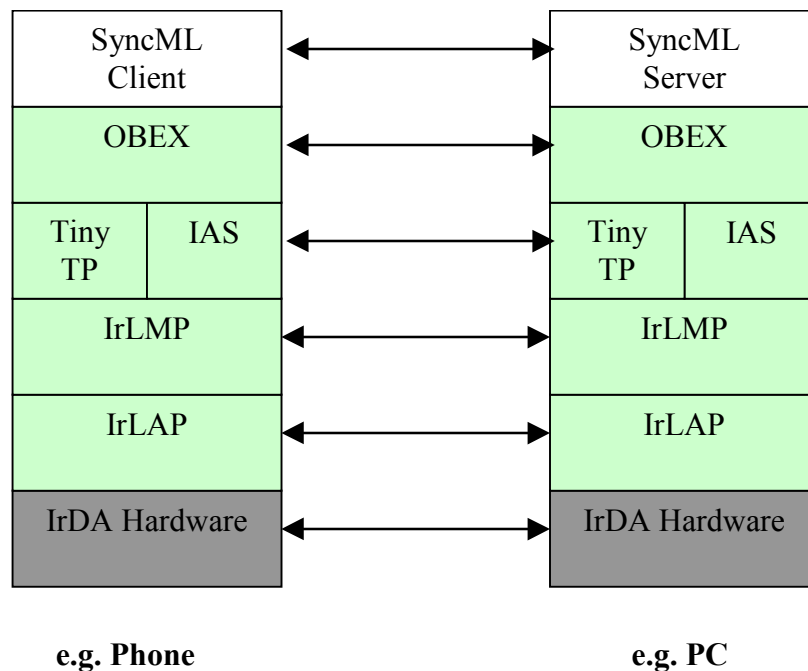 SyncML
Client
SyncML
Server
OBEX
OBEX
Tiny
TP
IAS
Tiny
TP
IAS
IrLMP
IrLMP
IrLAP
IrLAP
IrDA Hardware
IrDA Hardware
e.g. Phone
e.g. PC